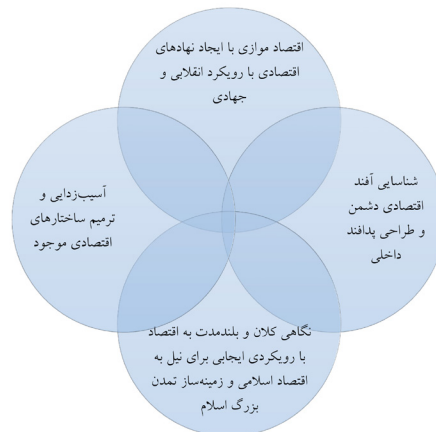 اقتصاد موازی با ایجاد نهادهای
اقتصادی با رویکرد انقلابی و
جهادی
شناسایی آفند
اقتصادی دشمن
و طراحی پدافند
داخلی
آسیب‌زدایی و
ترمیم ساختارهای
اقتصادی موجود
نگاهی کلان و بلندمدت به اقتصاد
با رویکردی ایجابی برای نیل به
اقتصاد اسلامی و زمینه‌ساز تمدن
بزرگ اسلام